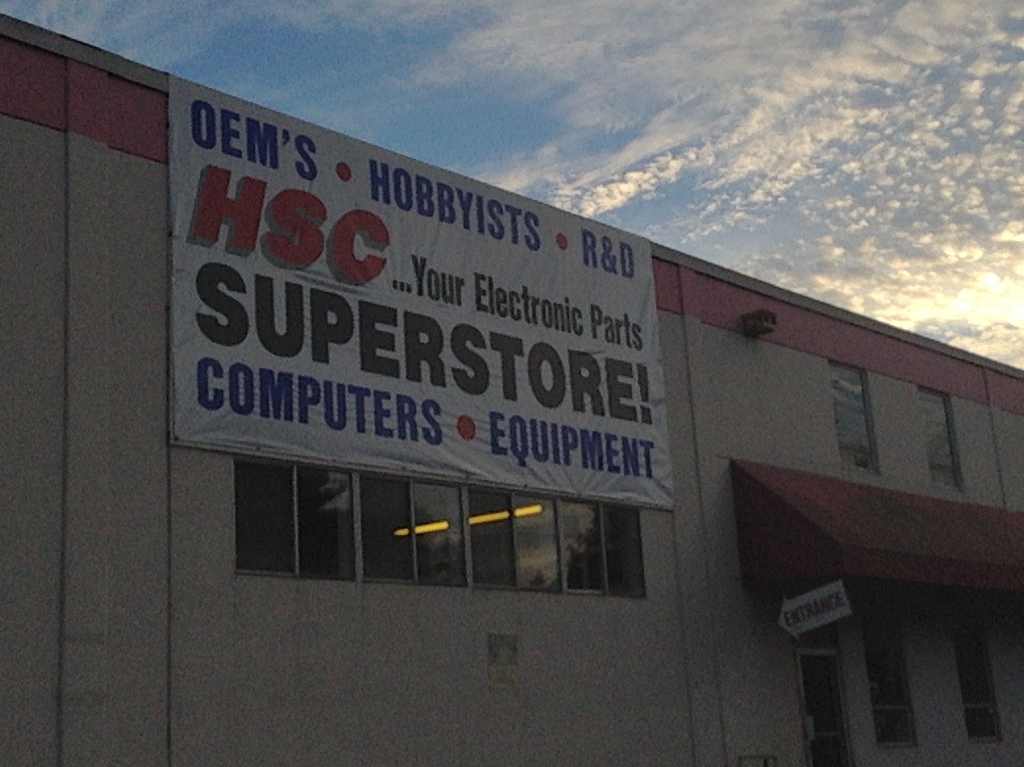 OEM'S • HOBBYISTS • R&D
HSC ...Your Electronic Parts
SUPERSTORE!
COMPUTERS • EQUIPMENT
ENTRANCE